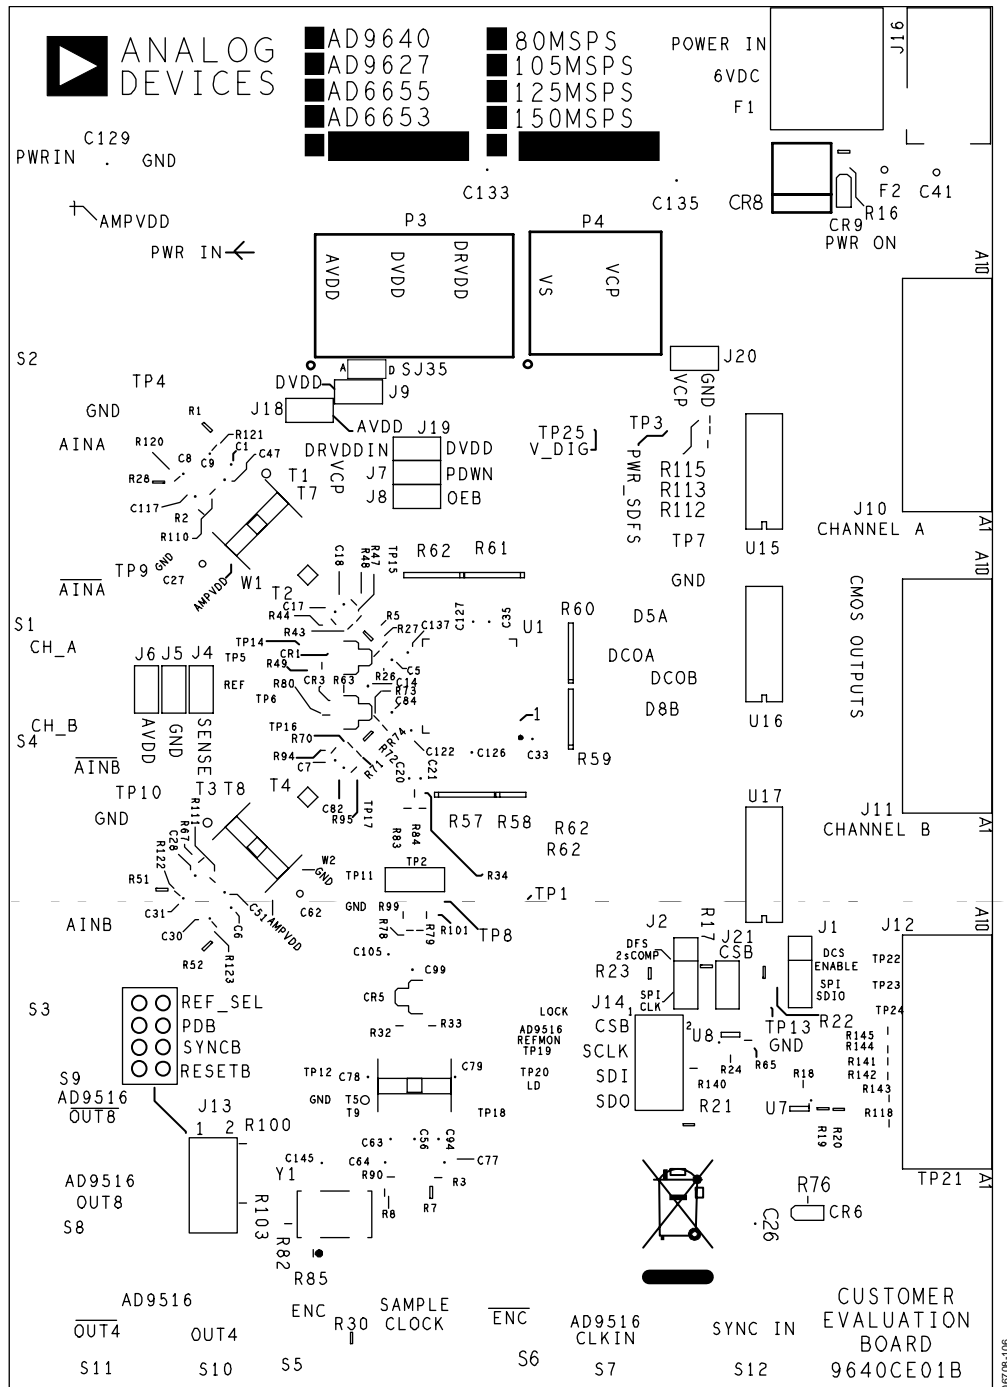 ANALOG
DEVICES
AD9640
AD9627
AD6655
AD6653
80MSPS
105MSPS
125MSPS
150MSPS
POWER IN
6VDC
F1
J16
PWRIN
C129
GND
C133
C135
CR8
CR9
PWR ON
R16
F2
C41
AMPVDD
PWR IN
P3
P4
AVDD
DVDD
DRVDD
VS
VCP
A10
S2
TP4
GND
AINA
R1
A
D
SJ35
DVDD
J9
J18
AVDD
J20
VCP
GND
R120
R121
C8
C9
C1
C47
R28
C117
R2
R110
T1
T7
DRVDDIN
J19
DVDD
VCP
J7
PDWN
J8
OEB
TP25
V_DIG
TP3
PWR_SDFS
R115
R113
R112
TP7
GND
U15
J10
CHANNEL A
A1
A10
TP9
GND
C27
AMPVDD
W1
AINA
T2
C18
R48
R47
TP15
R62
R61
C17
R44
R43
R5
R27
C137
C127
C35
U1
R60
D5A
DCOA
DCOB
D8B
CMOS OUTPUTS
S1
CH_A
J6
J5
J4
TP5
REF
TP14
CR1
R49
R80
CR3
R63
R26
C5
C14
R73
C84
TP6
TP16
R70
R94
C7
R71
R72
R74
C20
C21
C122
C126
C33
1
R59
U16
CH_B
S4
AINB
AVDD
GND
SENSE
TP10
GND
T3
T8
T4
C82
R95
TP17
R83
R84
R57
R58
R62
R62
R34
U17
J11
CHANNEL B
A1
R111
R67
C28
R122
R51
C31
C30
R52
R123
C6
C51
AMPVDD
W2
GND
C62
TP11
TP2
TP1
AINB
GND
R99
R78
R79
R101
TP8
C105
C99
CR5
R32
R33
J2
R17
J21
CSB
J1
J12
A10
DFS
2sCOMP
DCS
ENABLE
SPI
SDIO
SPI
CLK
R23
J14
1
2
TP22
TP23
TP24
TP13
GND
R22
S3
REF_SEL
PDB
SYNCB
RESETB
LOCK
AD9516
REFMON
TP19
TP20
LD
CSB
SCLK
SDI
SDO
U8
R24
R65
R140
R21
R18
U7
R19
R20
R145
R144
R141
R142
R143
R118
S9
AD9516
OUT8
J13
1
2
R100
TP12
C78
C79
GND
T5
T9
TP18
C63
C56
C94
C145
Y1
C64
C77
R90
R8
R7
R3
TP21
A1
AD9516
OUT8
S8
R103
R82
R85
R76
CR6
C26
AD9516
OUT4
OUT4
S11
S10
ENC
S5
R30
SAMPLE
CLOCK
ENC
S6
AD9516
CLKIN
S7
SYNC IN
S12
CUSTOMER
EVALUATION
BOARD
9640CE01B